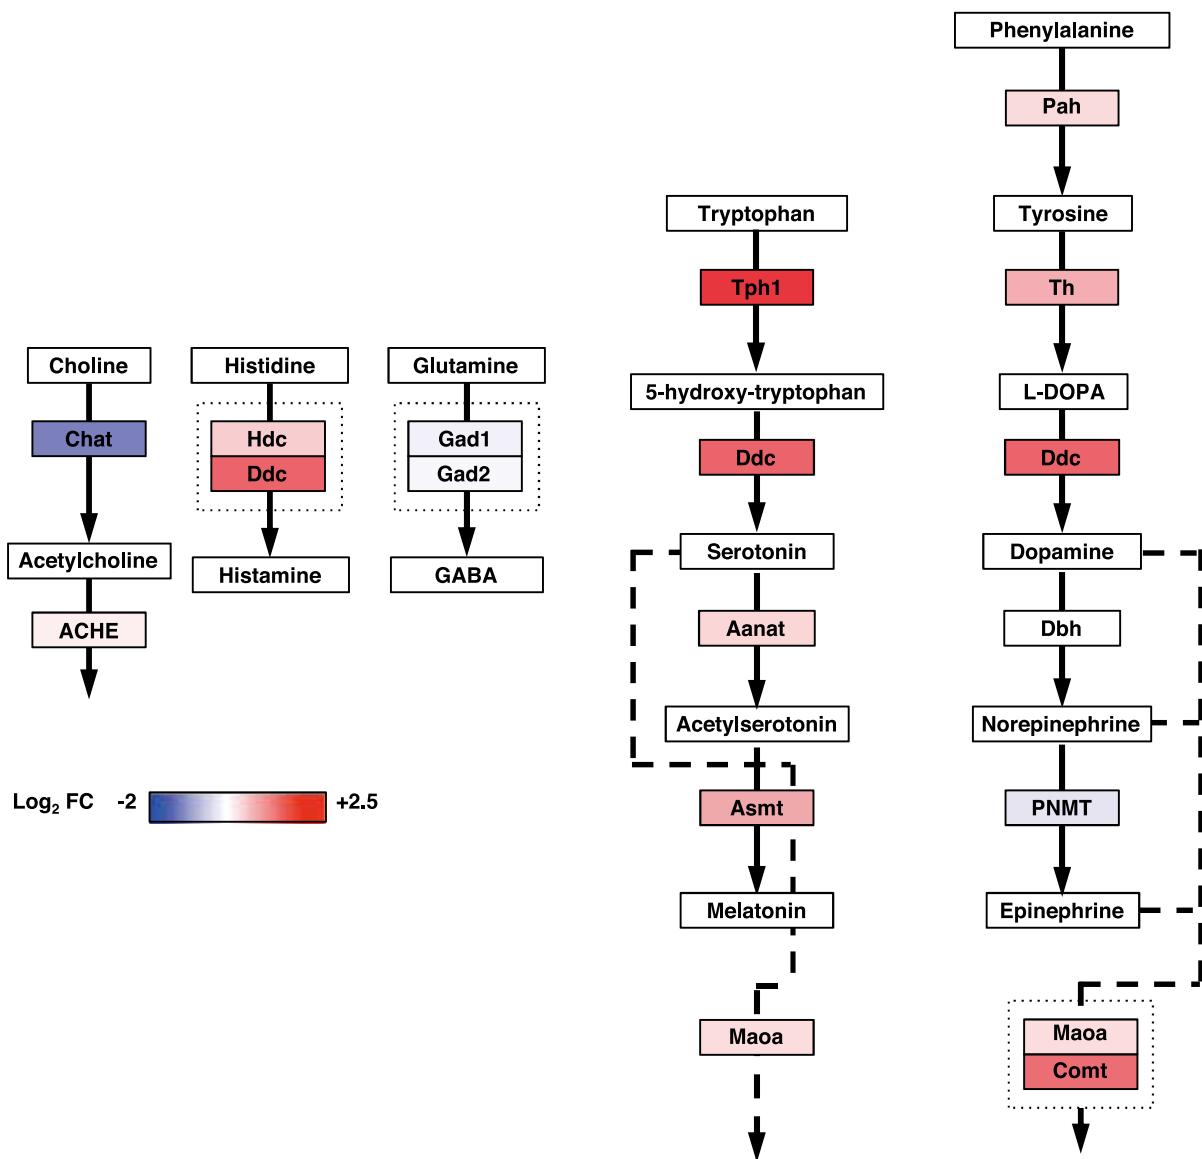 Phenylalanine
Pah
Tyrosine
Th
L-DOPA
Ddc
Dopamine
Dbh
Norepinephrine
PNMT
Epinephrine
Maoa
Comt
Tryptophan
Tph1
5-hydroxy-tryptophan
Ddc
Serotonin
Aanat
Acetylserotonin
Asmt
Melatonin
Maoa
Choline
Chat
Acetylcholine
ACHE
Histidine
Hdc
Ddc
Histamine
Glutamine
Gad1
Gad2
GABA
Log₂ FC -2 +2.5